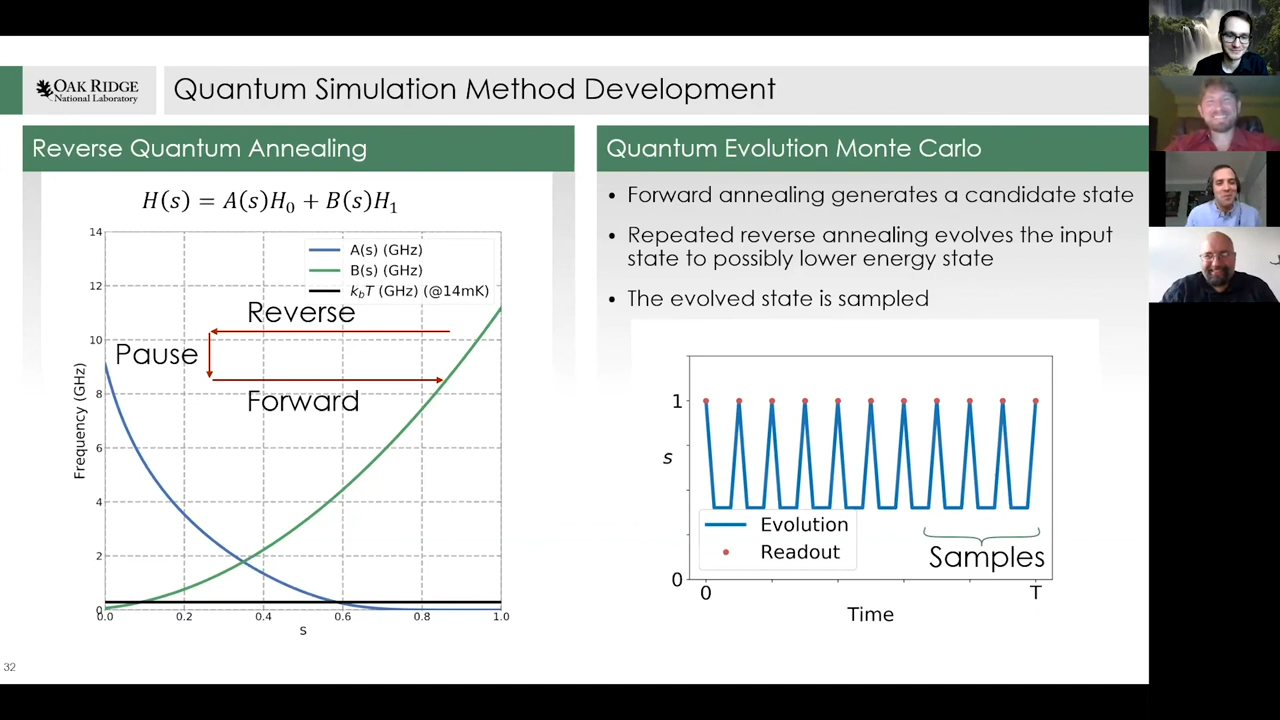 OAK RIDGE
National Laboratory
Quantum Simulation Method Development
Reverse Quantum Annealing
H(s) = A(s)H₀ + B(s)H₁
14
12
10
8
6
4
2
0
Frequency (GHz)
A(s) (GHz)
B(s) (GHz)
k_bT (GHz) (@14mK)
Reverse
Pause
Forward
0.0 0.2 0.4 0.6 0.8 1.0
s
Quantum Evolution Monte Carlo
• Forward annealing generates a candidate state
• Repeated reverse annealing evolves the input
state to possibly lower energy state
• The evolved state is sampled
1
s
0
Evolution
Readout
Samples
0 T
Time
32